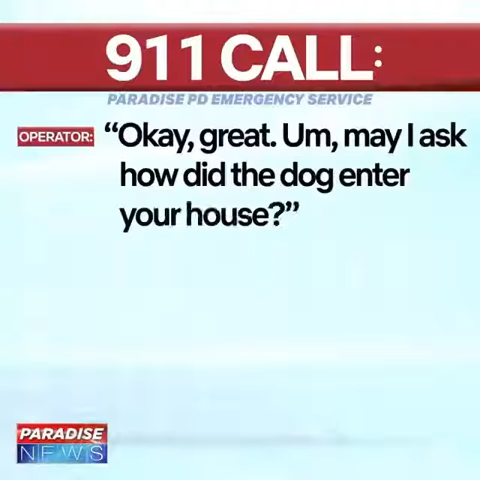 911 CALL:
PARADISE PD EMERGENCY SERVICE
OPERATOR: “Okay, great. Um, may I ask
how did the dog enter
your house?”
PARADISE
NEWS